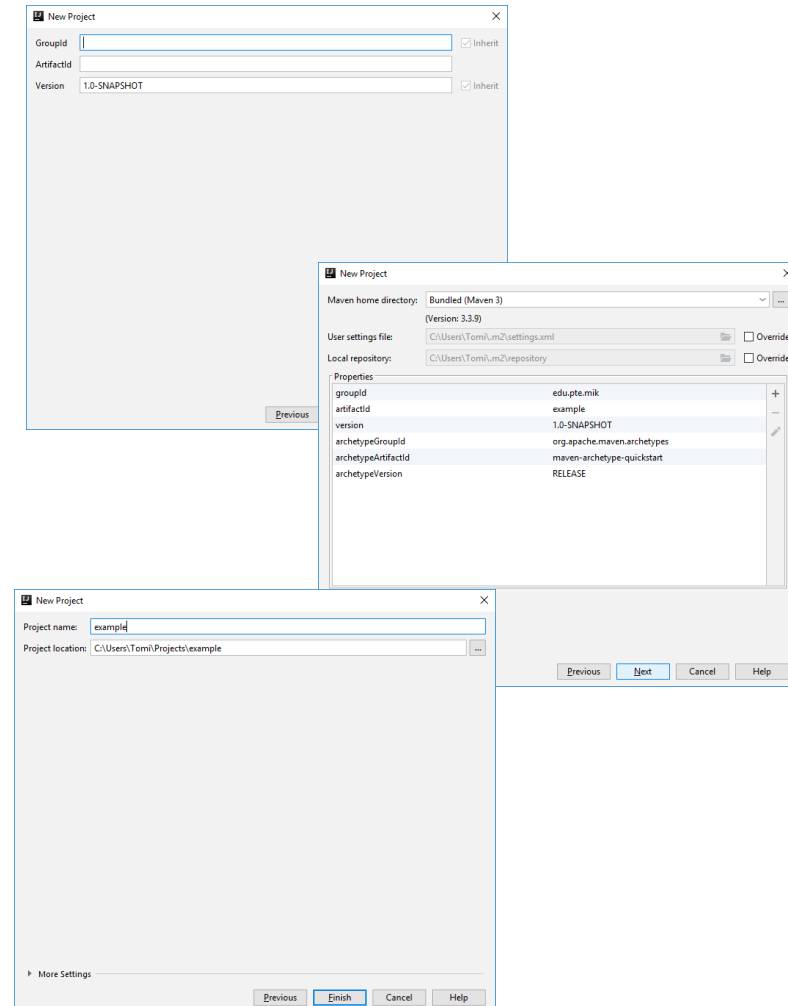 New Project
GroupId
Inherit
ArtifactId
Version 1.0-SNAPSHOT Inherit
Previous
New Project
Maven home directory: Bundled (Maven 3) ...
(Version: 3.3.9)
User settings file: C:\Users\Tomi\.m2\settings.xml Override
Local repository: C:\Users\Tomi\.m2\repository Override
Properties
groupId edu.pte.mik
artifactId example
version 1.0-SNAPSHOT
archetypeGroupId org.apache.maven.archetypes
archetypeArtifactId maven-archetype-quickstart
archetypeVersion RELEASE
Previous Next Cancel Help
New Project
Project name: example
Project location: C:\Users\Tomi\Projects\example ...
More Settings
Previous Finish Cancel Help